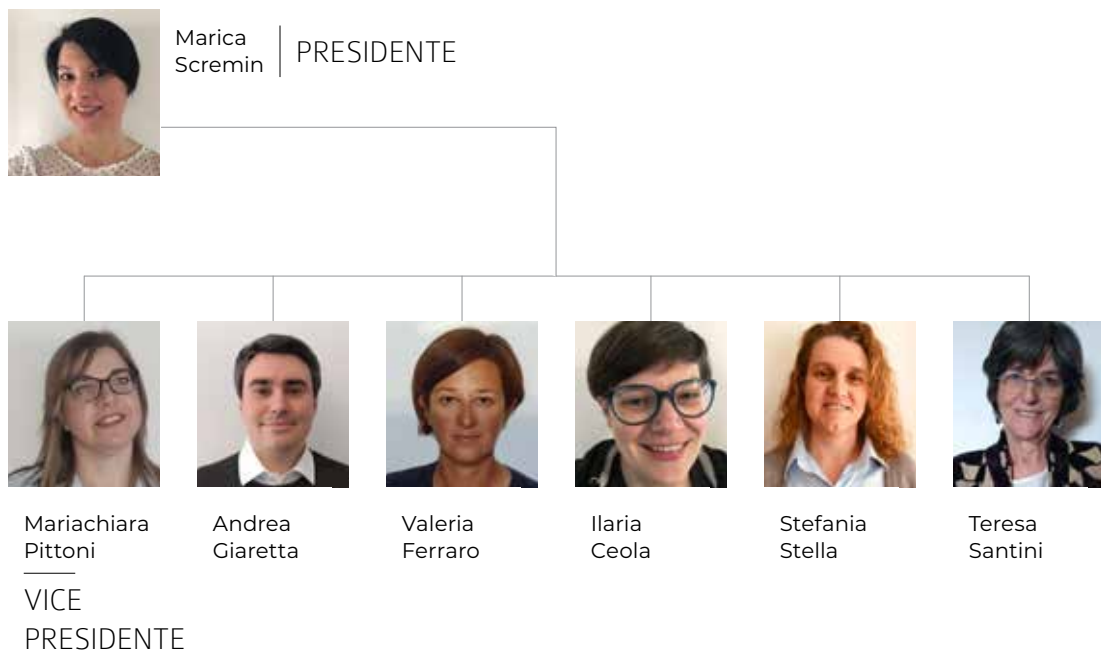 Marica
Scremin
PRESIDENTE
Mariachiara
Pittoni
VICE
PRESIDENTE
Andrea
Giaretta
Valeria
Ferraro
Ilaria
Ceola
Stefania
Stella
Teresa
Santini